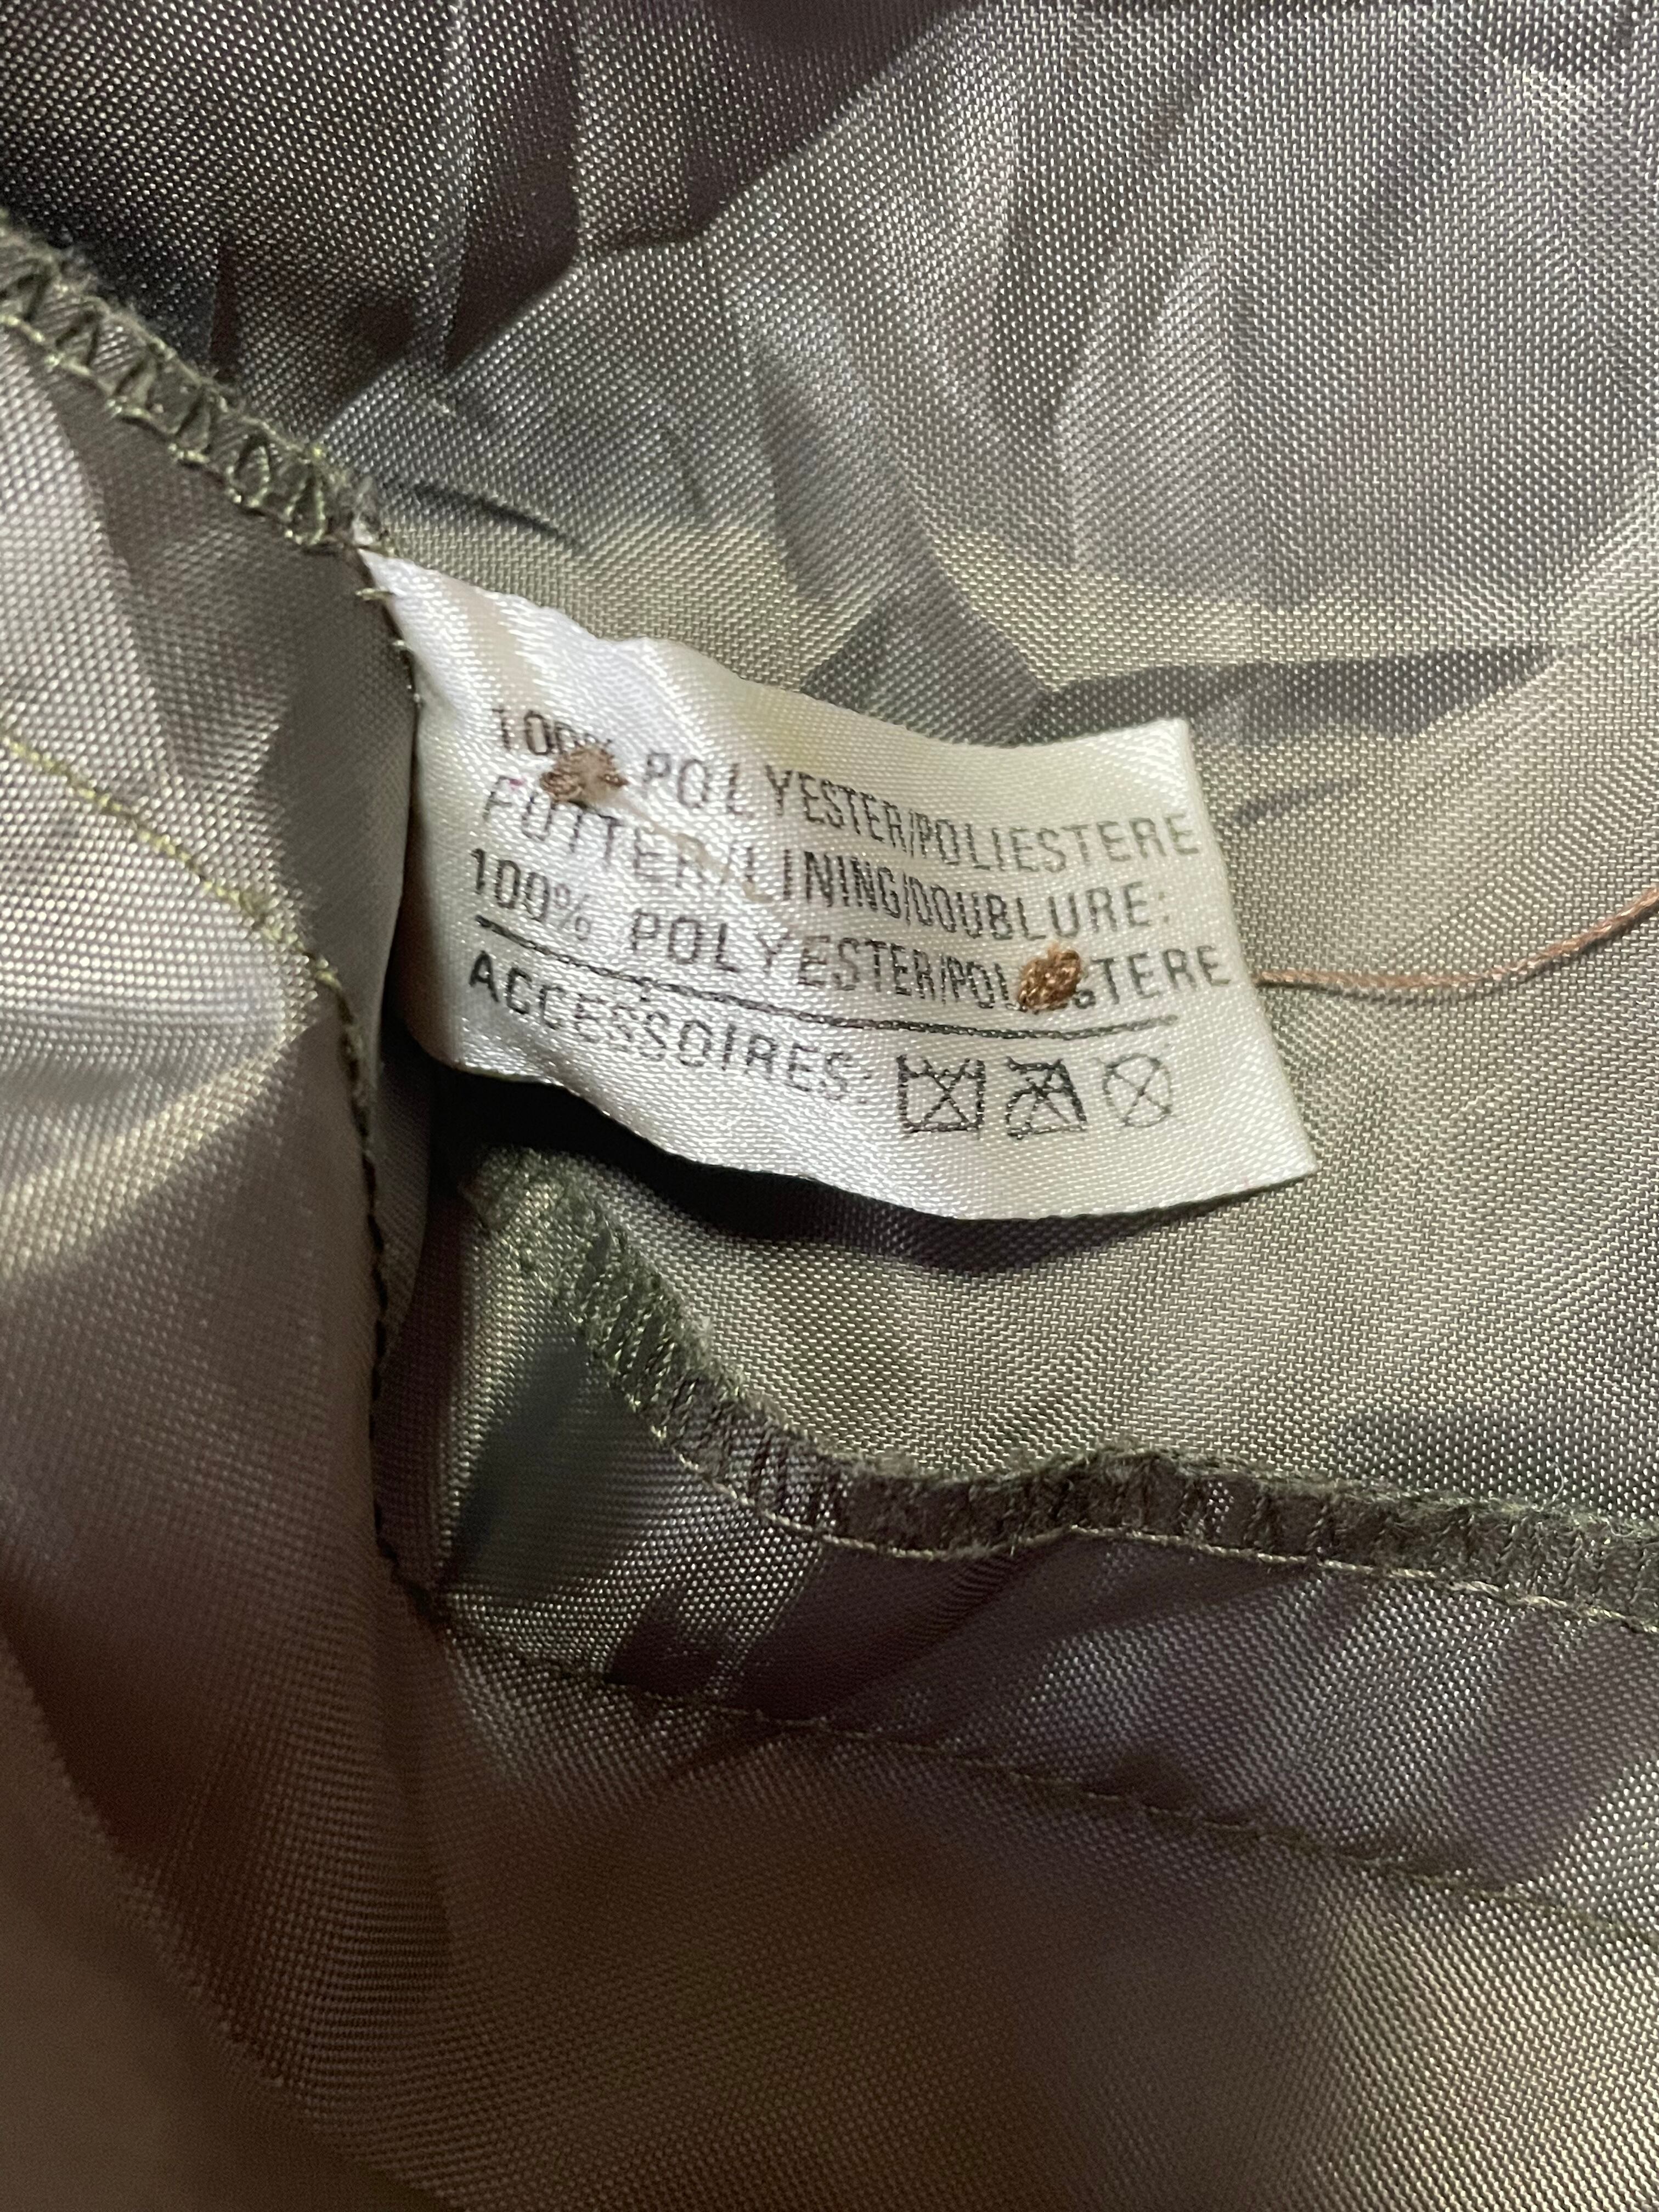 100% POLYESTER/POLIESTERE
FUTTER/LINING/DOUBLURE:
100% POLYESTER/POLIESTERE
ACCESSOIRES: